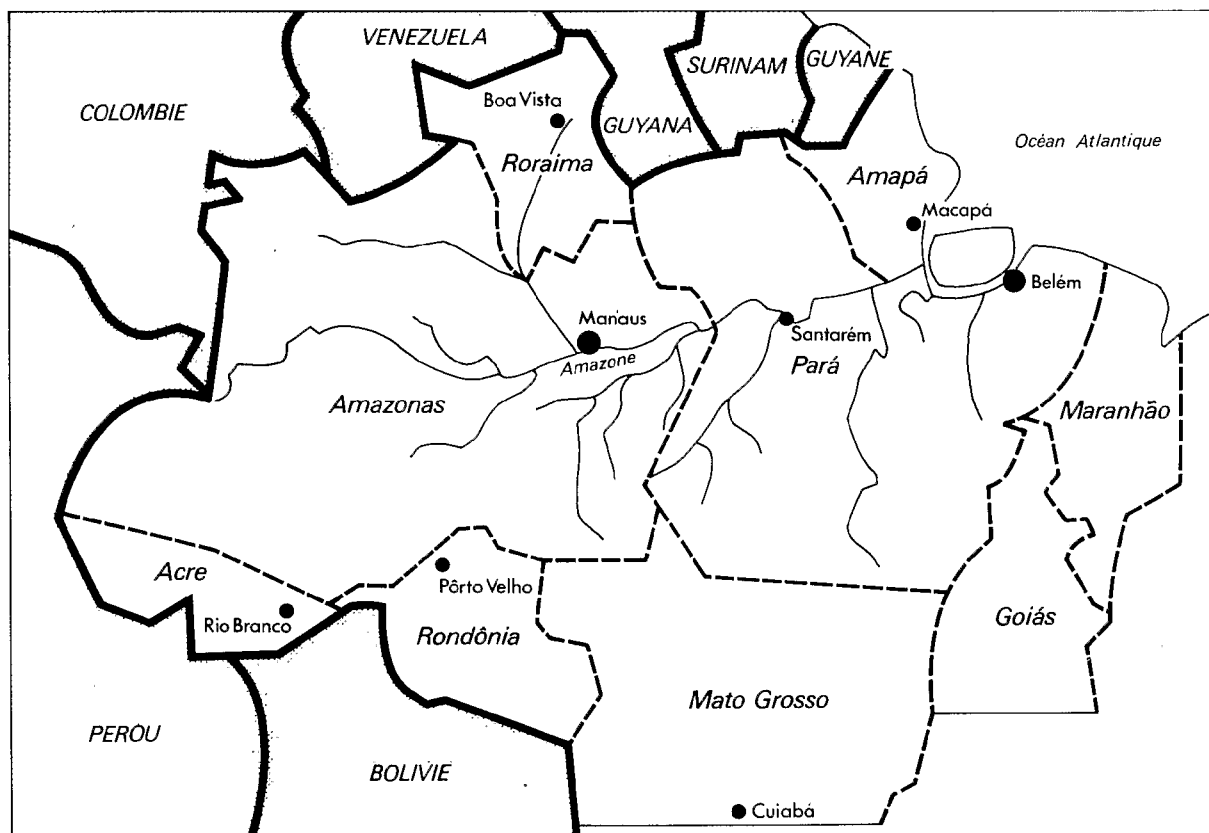 VENEZUELA
SURINAM
GUYANE
COLOMBIE
Boa Vista
GUYANA
Océan Atlantique
Roraima
Amapá
Macapá
Belém
Manaus
Santarém
Amazone
Pará
Amazonas
Maranhão
Acre
Pôrto Velho
Rio Branco
Rondônia
Goiás
Mato Grosso
PEROU
BOLIVIE
Cuiabá